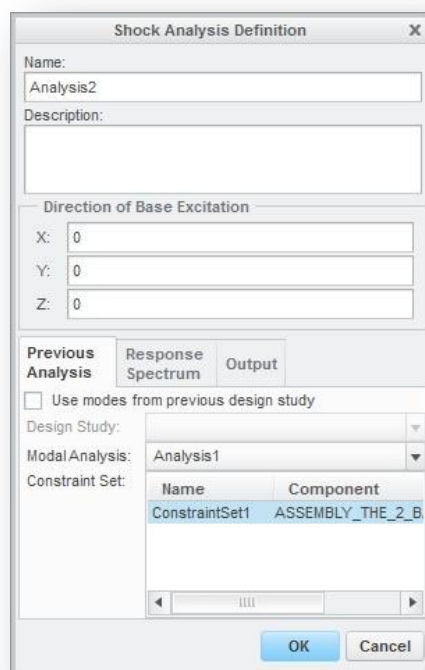 Shock Analysis Definition x
Name:
Analysis2
Description:
Direction of Base Excitation
X: 0
Y: 0
Z: 0
Previous Analysis Response Spectrum Output
Use modes from previous design study
Design Study:
Modal Analysis: Analysis1
Constraint Set:
Name Component
ConstraintSet1 ASSEMBLY_THE_2_BA
OK Cancel